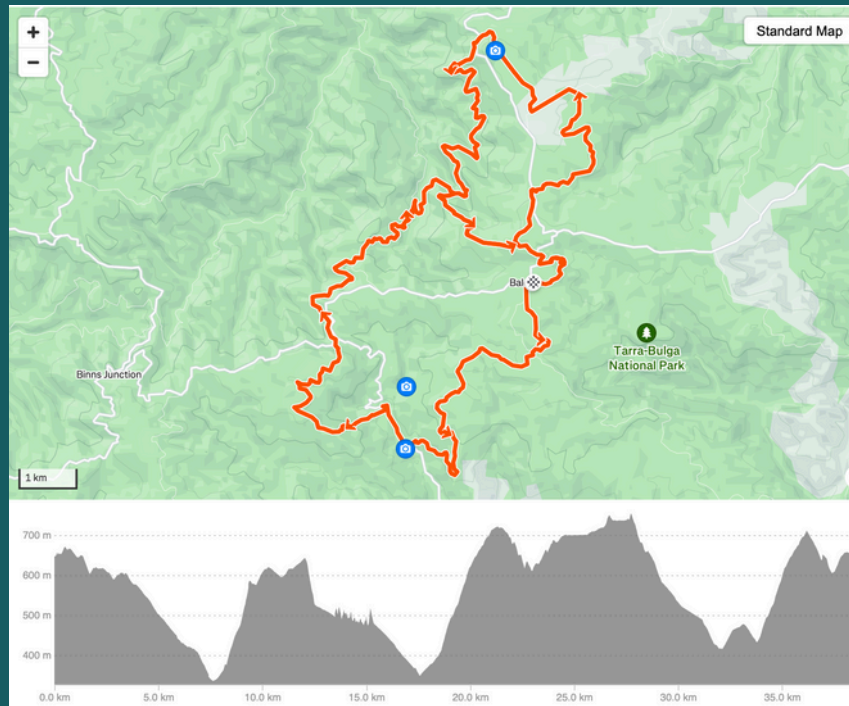 +
Standard Map
−
Bal
Tarra-Bulga
National Park
Binns Junction
1 km
700 m
600 m
500 m
400 m
0.0 km 5.0 km 10.0 km 15.0 km 20.0 km 25.0 km 30.0 km 35.0 km